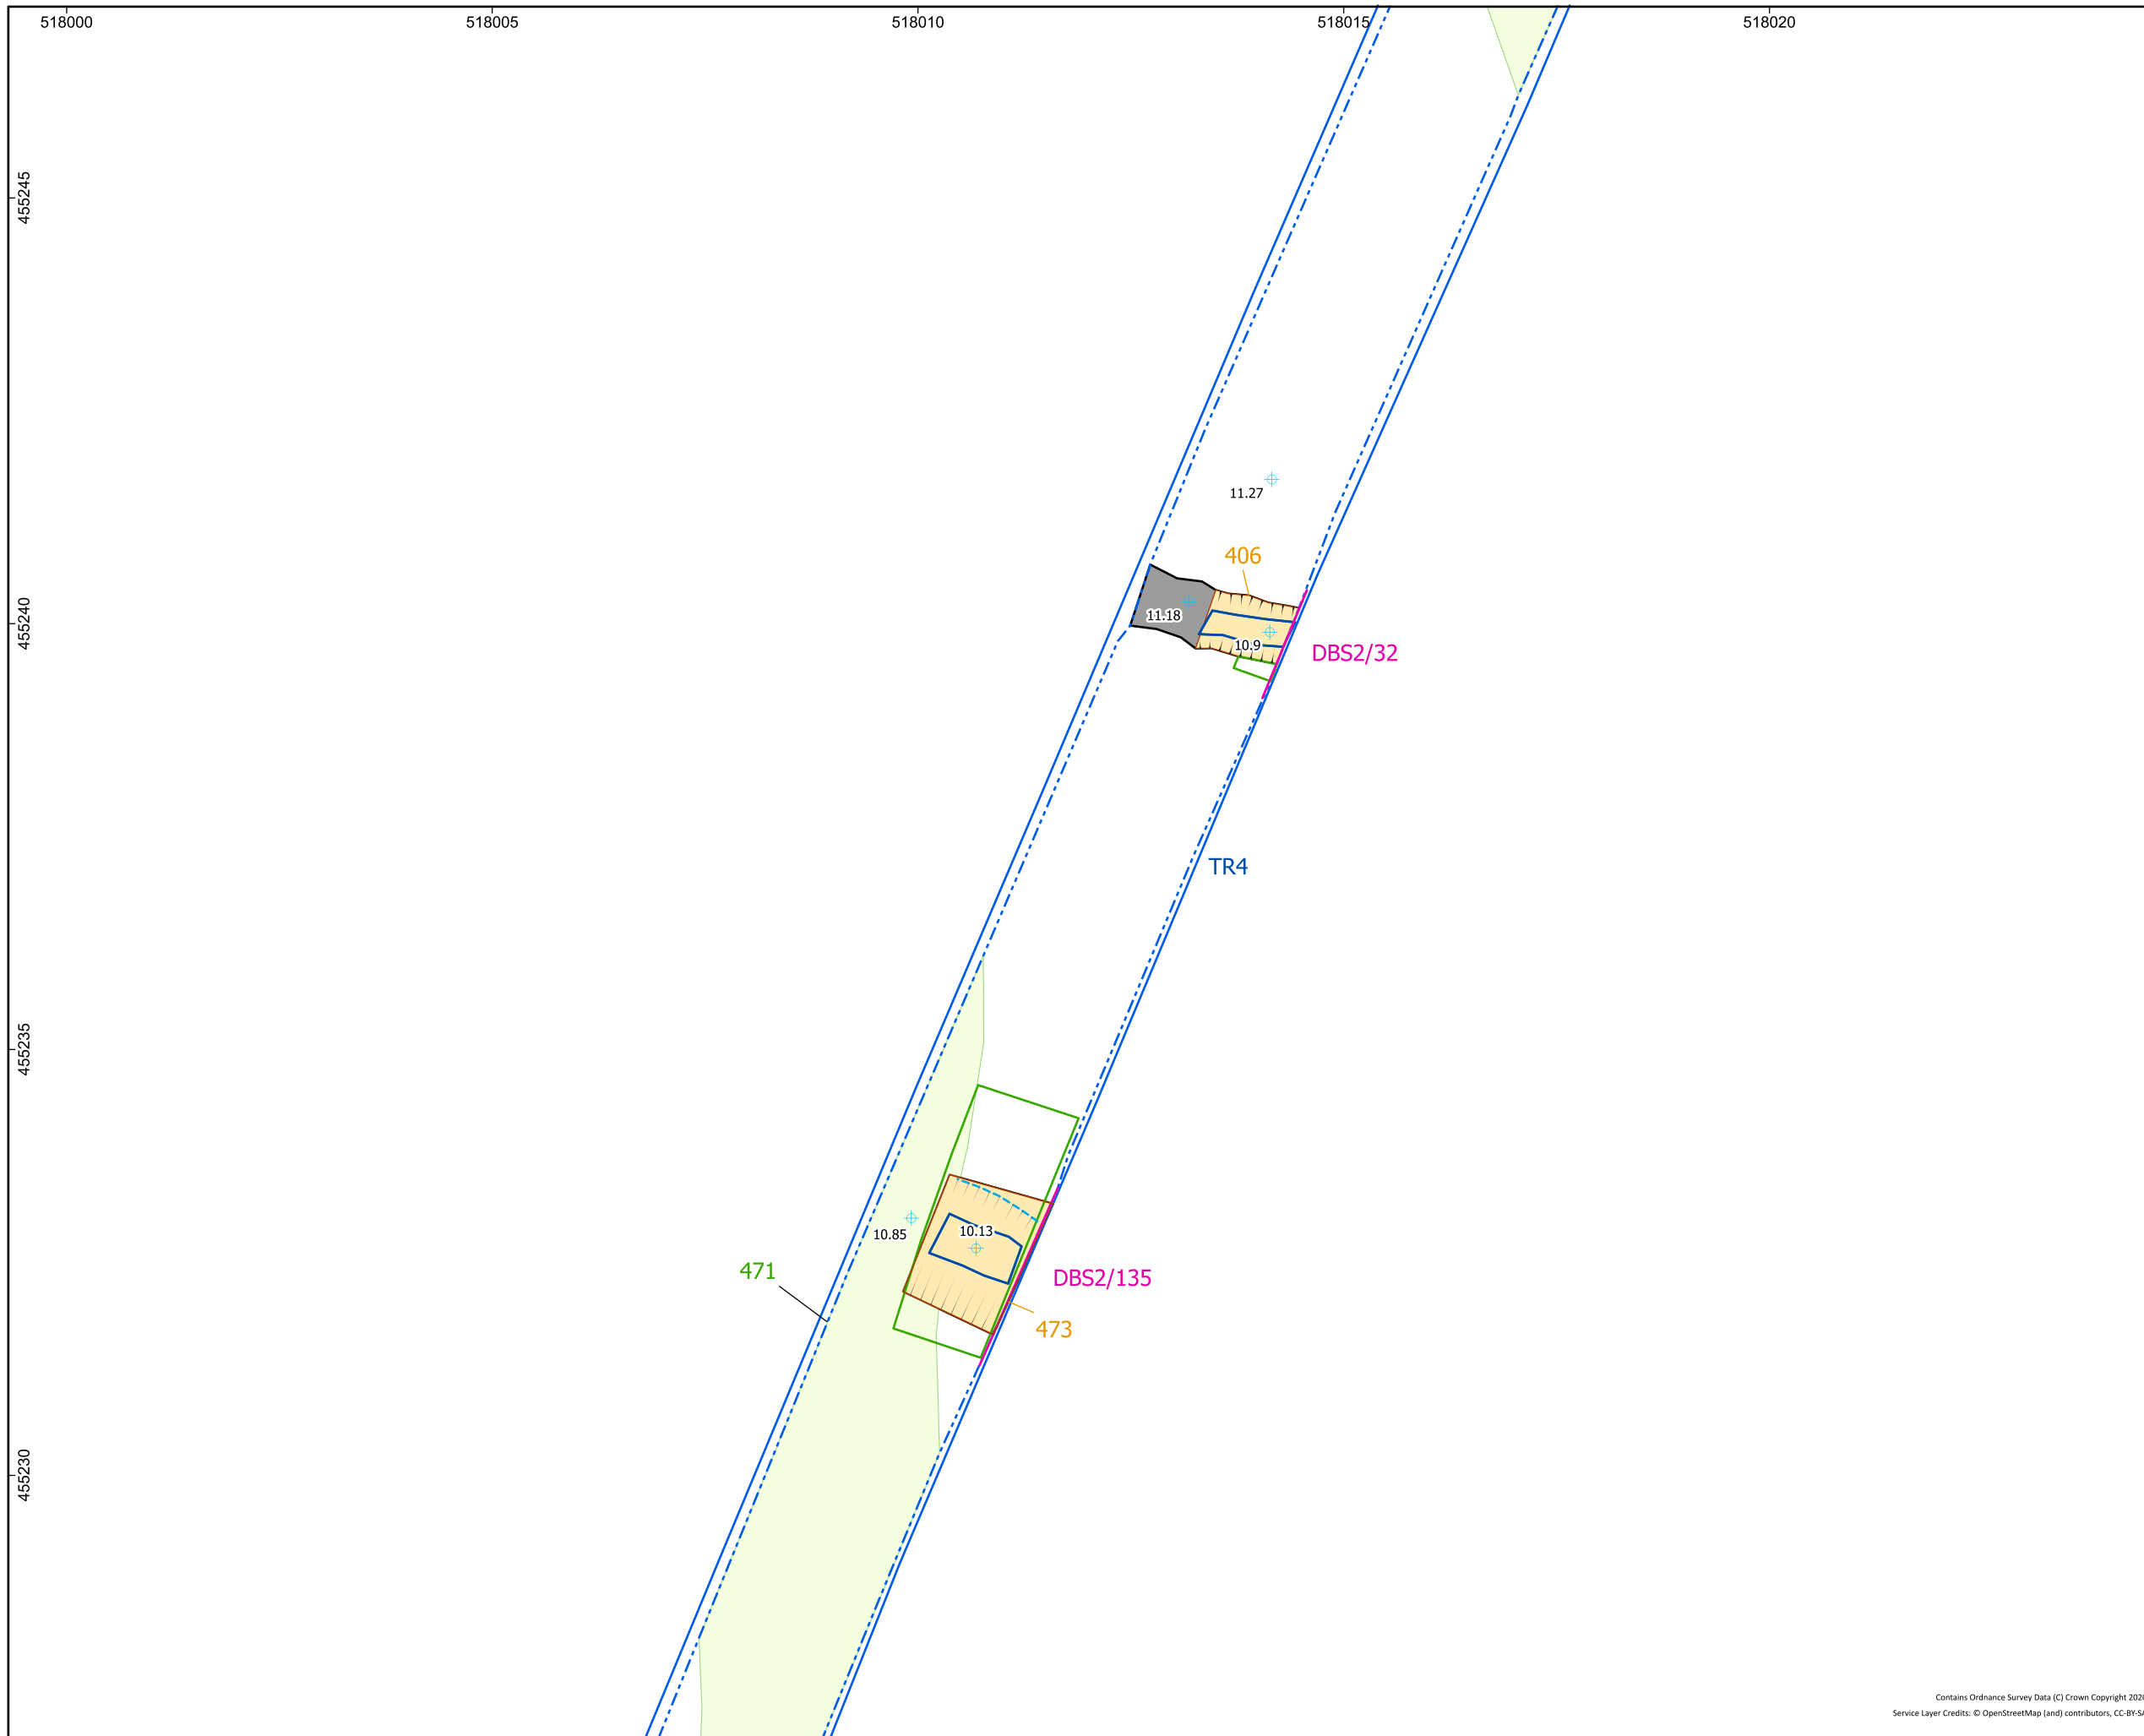 518000 518005 518010 518015 518020
455245
11.27
406
455240
11.18
10.9
DBS2/32
TR4
455235
10.13
10.85
471
DBS2/135
473
455230
Contains Ordnance Survey Data (C) Crown Copyright 2020
Service Layer Credits: © OpenStreetMap (and) contributors, CC-BY-SA